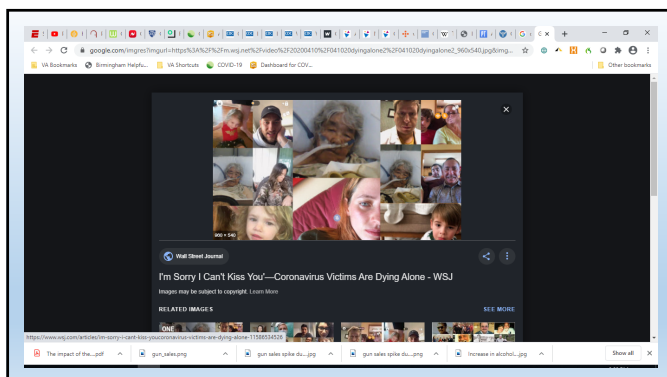 google.com/imgres?imgurl=https%3A%2F%2Fm.wsj.net%2Fvideo%2F20200410%2F041020dyingalone2%2F041020dyingalone2_960x540.jpg&img...
VA Bookmarks Birmingham Helpfu... VA Shortcuts COVID-19 Dashboard for COV... Other bookmarks
960 × 540
Wall Street Journal
I'm Sorry I Can't Kiss You'—Coronavirus Victims Are Dying Alone - WSJ
Images may be subject to copyright. Learn More
RELATED IMAGES SEE MORE
ONE
https://www.wsj.com/articles/im-sorry-i-cant-kiss-youcoronavirus-victims-are-dying-alone-11586534526
The impact of the....pdf gun_sales.png gun sales spike du....jpg gun sales spike du....png Increase in alcohol....jpg Show all